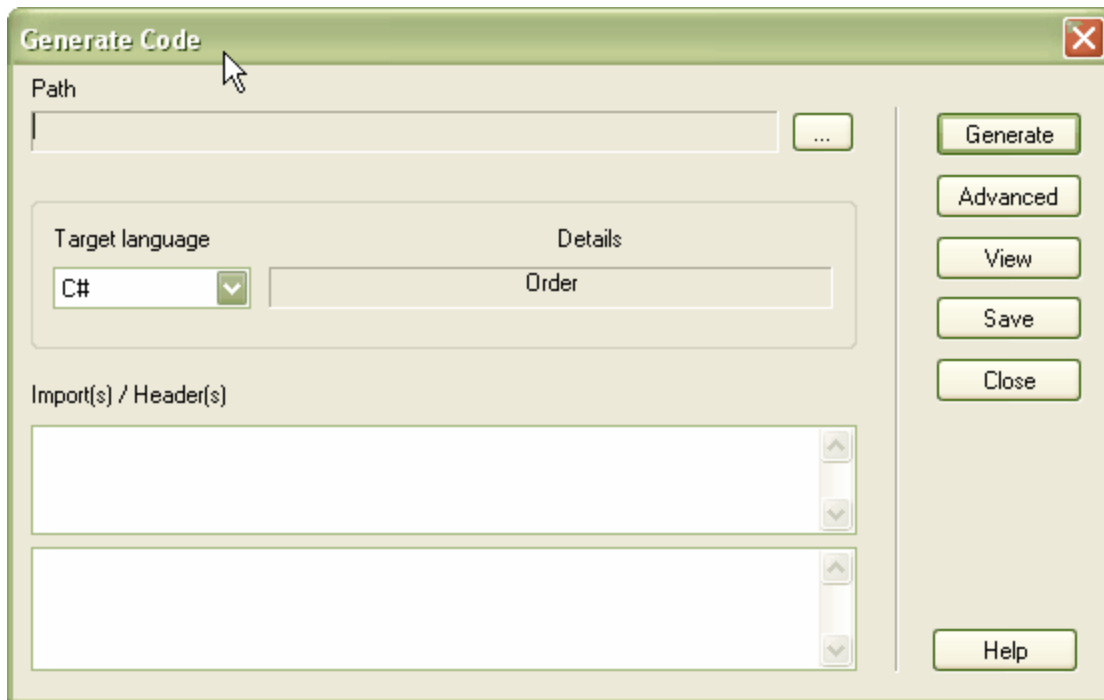 Generate Code
Path
...
Generate
Advanced
View
Save
Close
Target language
Details
C#
Order
Import(s) / Header(s)
Help